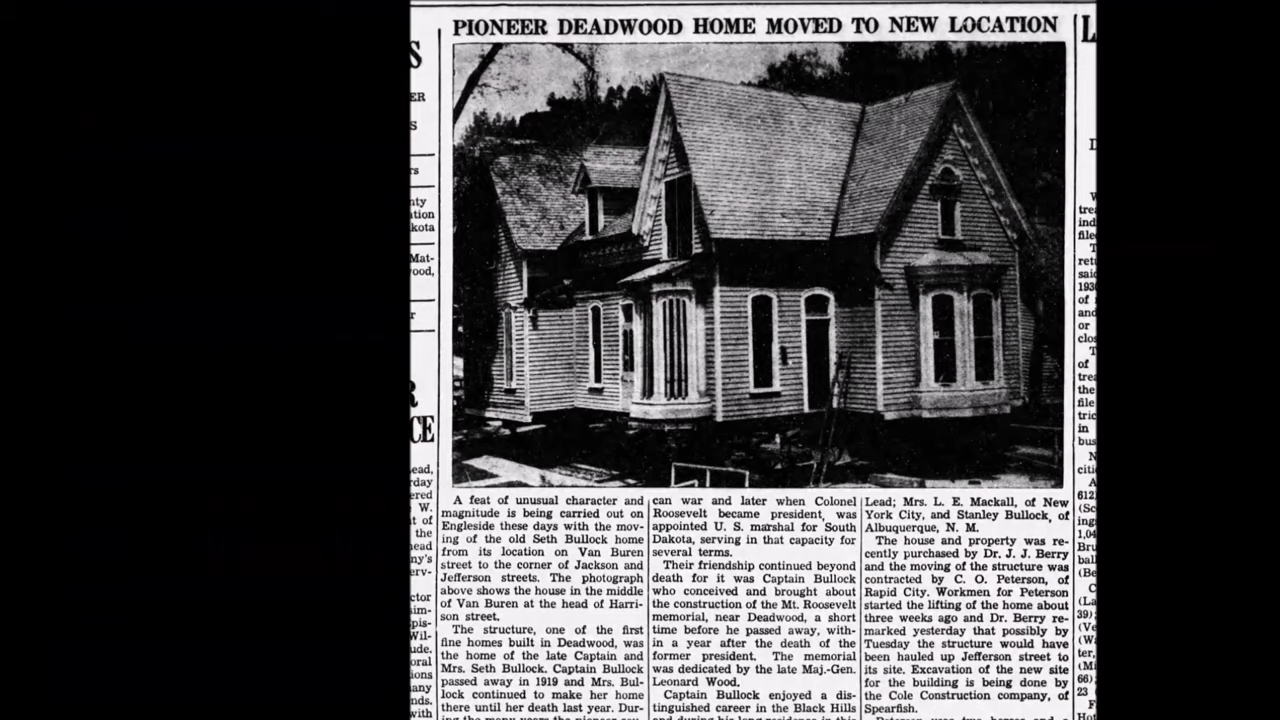 PIONEER DEADWOOD HOME MOVED TO NEW LOCATION
A feat of unusual character and
magnitude is being carried out on
Engleside these days with the mov-
ing of the old Seth Bullock home
from its location on Van Buren
street to the corner of Jackson and
Jefferson streets. The photograph
above shows the house in the middle
of Van Buren at the head of Harri-
son street.
The structure, one of the first
fine homes built in Deadwood, was
the home of the late Captain and
Mrs. Seth Bullock. Captain Bullock
passed away in 1919 and Mrs. Bul-
lock continued to make her home
there until her death last year. Dur-
can war and later when Colonel
Roosevelt became president, was
appointed U. S. marshal for South
Dakota, serving in that capacity for
several terms.
Their friendship continued beyond
death for it was Captain Bullock
who conceived and brought about
the construction of the Mt. Roosevelt
memorial, near Deadwood, a short
time before he passed away, with-
in a year after the death of the
former president. The memorial
was dedicated by the late Maj.-Gen.
Leonard Wood.
Captain Bullock enjoyed a dis-
tinguished career in the Black Hills
Lead; Mrs. L. E. Mackall, of New
York City, and Stanley Bullock, of
Albuquerque, N. M.
The house and property was re-
cently purchased by Dr. J. J. Berry
and the moving of the structure was
contracted by C. O. Peterson, of
Rapid City. Workmen for Peterson
started the lifting of the home about
three weeks ago and Dr. Berry re-
marked yesterday that possibly by
Tuesday the structure would have
been hauled up Jefferson street to
its site. Excavation of the new site
for the building is being done by
the Cole Construction company, of
Spearfish.